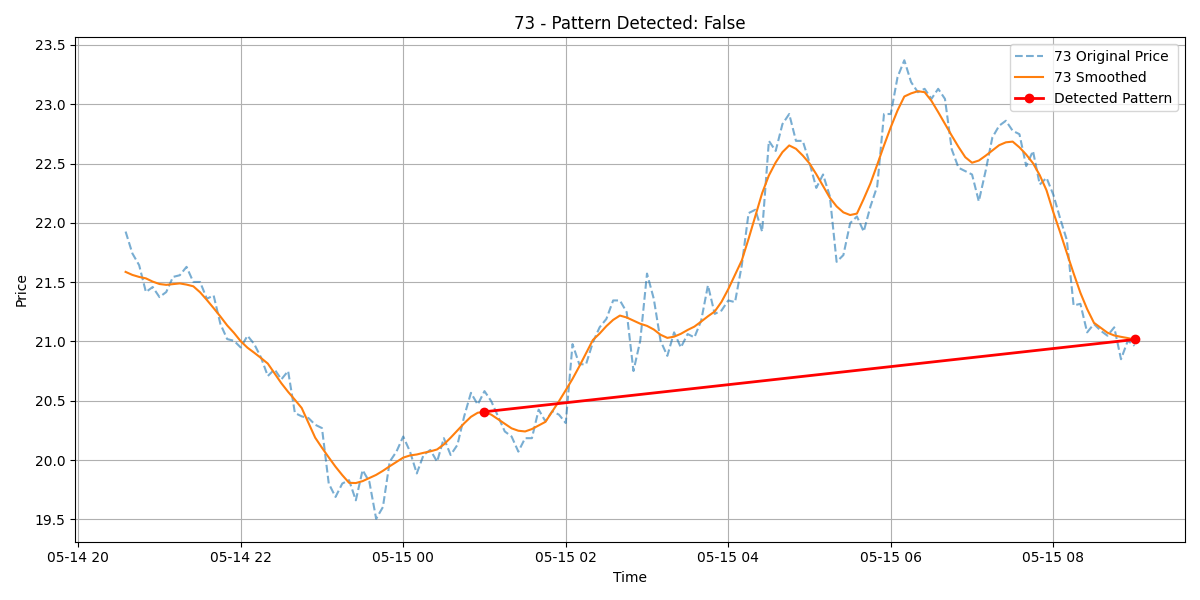 73 - Pattern Detected: False
73 Original Price
73 Smoothed
Detected Pattern
Price
23.5
23.0
22.5
22.0
21.5
21.0
20.5
20.0
19.5
05-14 20
05-14 22
05-15 00
05-15 02
05-15 04
05-15 06
05-15 08
Time